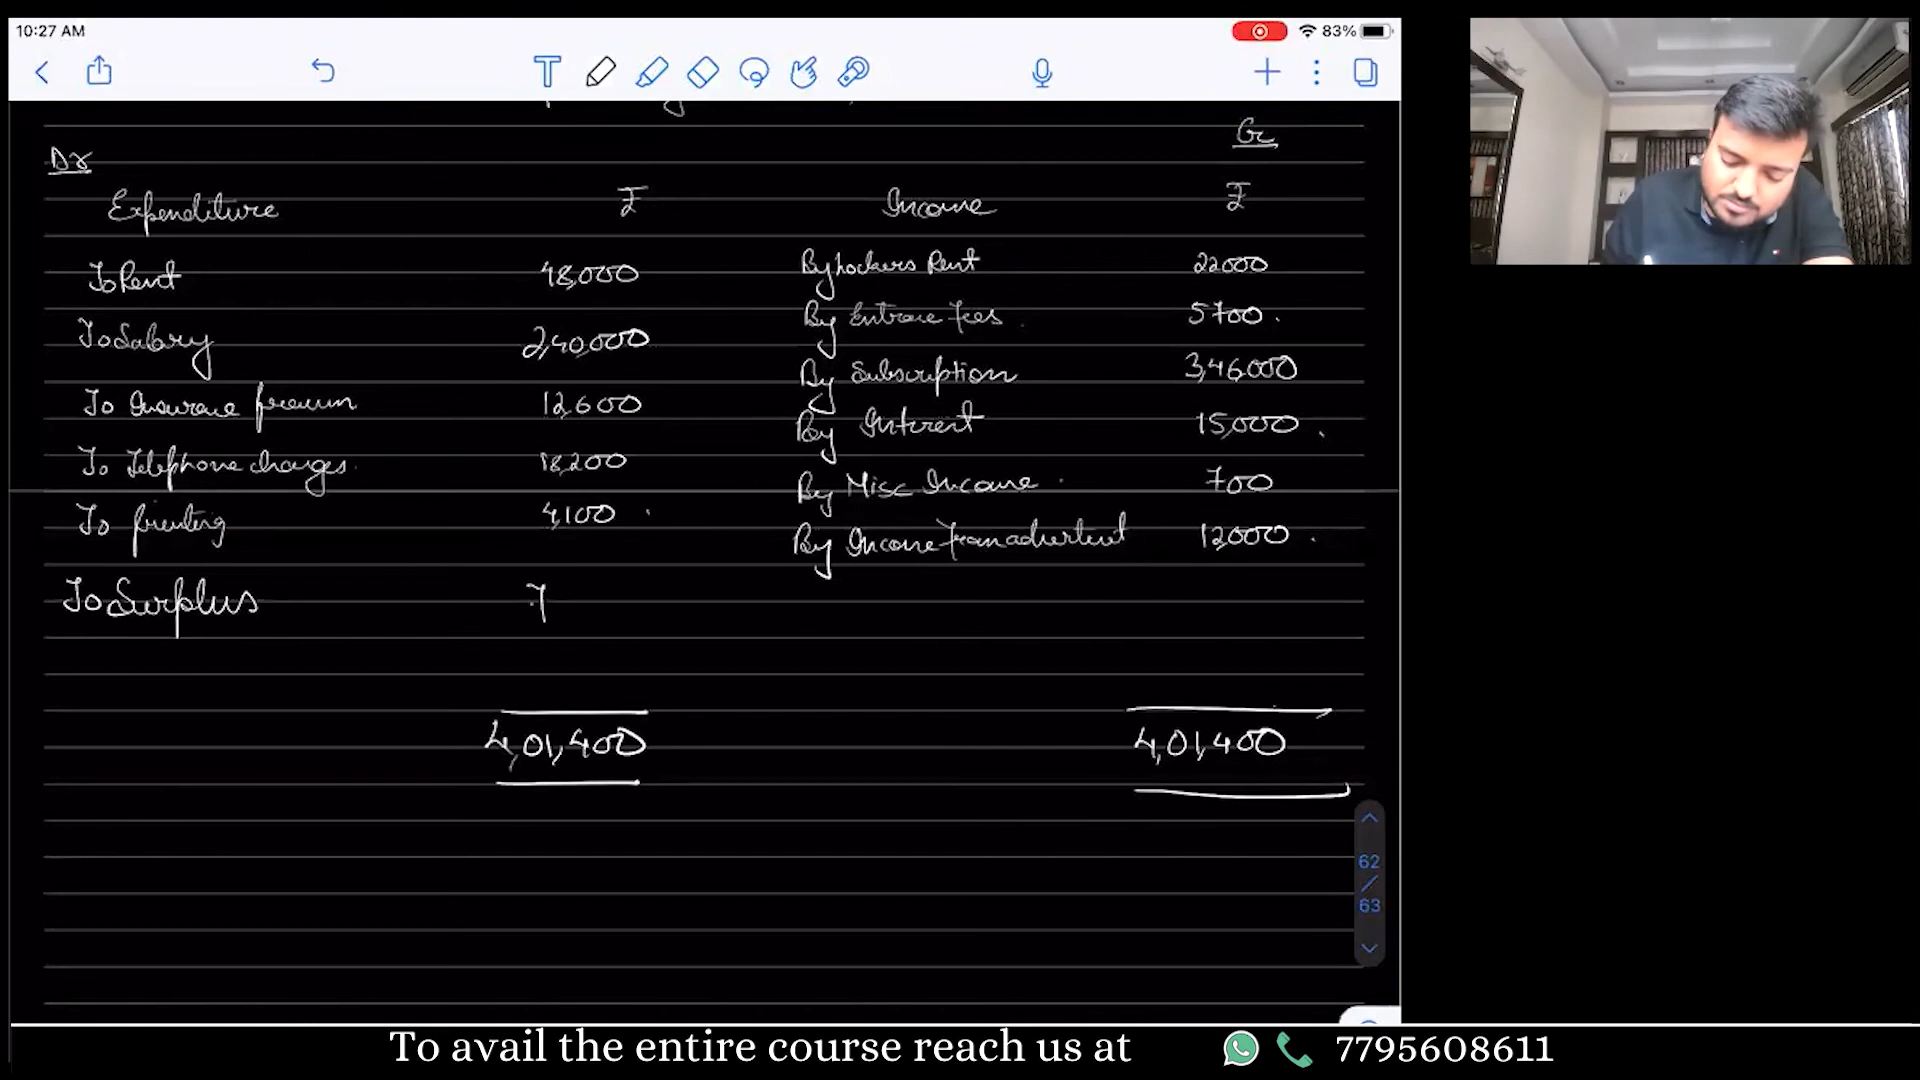 10:27 AM 83%
T
Dr Cr
Expenditure ₹ Income ₹
To Rent 48,000 By Lockers Rent 22000
To Salary 2,40,000 By Entrance fees 5700.
To Insurance premium 12,600 By Subscription 3,46,000
To Telephone charges. 18,200 By Interest 15,000.
To printing 4,100. By Misc Income. 700
To Surplus 7 By Income from 12,000.
4,01,400 4,01,400
62
/
63
To avail the entire course reach us at 7795608611